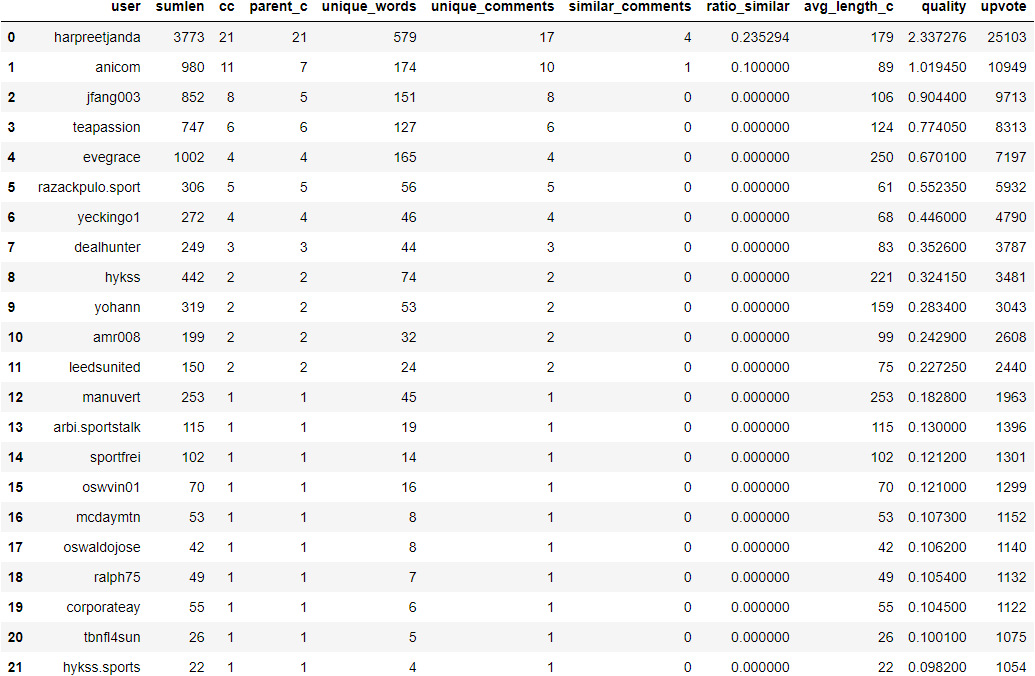 user sumlen cc parent_c unique_words unique_comments similar_comments ratio_similar avg_length_c quality upvote
0 harpreetjanda 3773 21 21 579 17 4 0.235294 179 2.337276 25103
1 anicom 980 11 7 174 10 1 0.100000 89 1.019450 10949
2 jfang003 852 8 5 151 8 0 0.000000 106 0.904400 9713
3 teapassion 747 6 6 127 6 0 0.000000 124 0.774050 8313
4 evegrace 1002 4 4 165 4 0 0.000000 250 0.670100 7197
5 razackpulo.sport 306 5 5 56 5 0 0.000000 61 0.552350 5932
6 yeckingo1 272 4 4 46 4 0 0.000000 68 0.446000 4790
7 dealhunter 249 3 3 44 3 0 0.000000 83 0.352600 3787
8 hykss 442 2 2 74 2 0 0.000000 221 0.324150 3481
9 yohann 319 2 2 53 2 0 0.000000 159 0.283400 3043
10 amr008 199 2 2 32 2 0 0.000000 99 0.242900 2608
11 leedsunited 150 2 2 24 2 0 0.000000 75 0.227250 2440
12 manuvert 253 1 1 45 1 0 0.000000 253 0.182800 1963
13 arbi.sportstalk 115 1 1 19 1 0 0.000000 115 0.130000 1396
14 sportfrei 102 1 1 14 1 0 0.000000 102 0.121200 1301
15 oswvin01 70 1 1 16 1 0 0.000000 70 0.121000 1299
16 mcdaymtn 53 1 1 8 1 0 0.000000 53 0.107300 1152
17 oswaldojose 42 1 1 8 1 0 0.000000 42 0.106200 1140
18 ralph75 49 1 1 7 1 0 0.000000 49 0.105400 1132
19 corporateay 55 1 1 6 1 0 0.000000 55 0.104500 1122
20 tbnfl4sun 26 1 1 5 1 0 0.000000 26 0.100100 1075
21 hykss.sports 22 1 1 4 1 0 0.000000 22 0.098200 1054